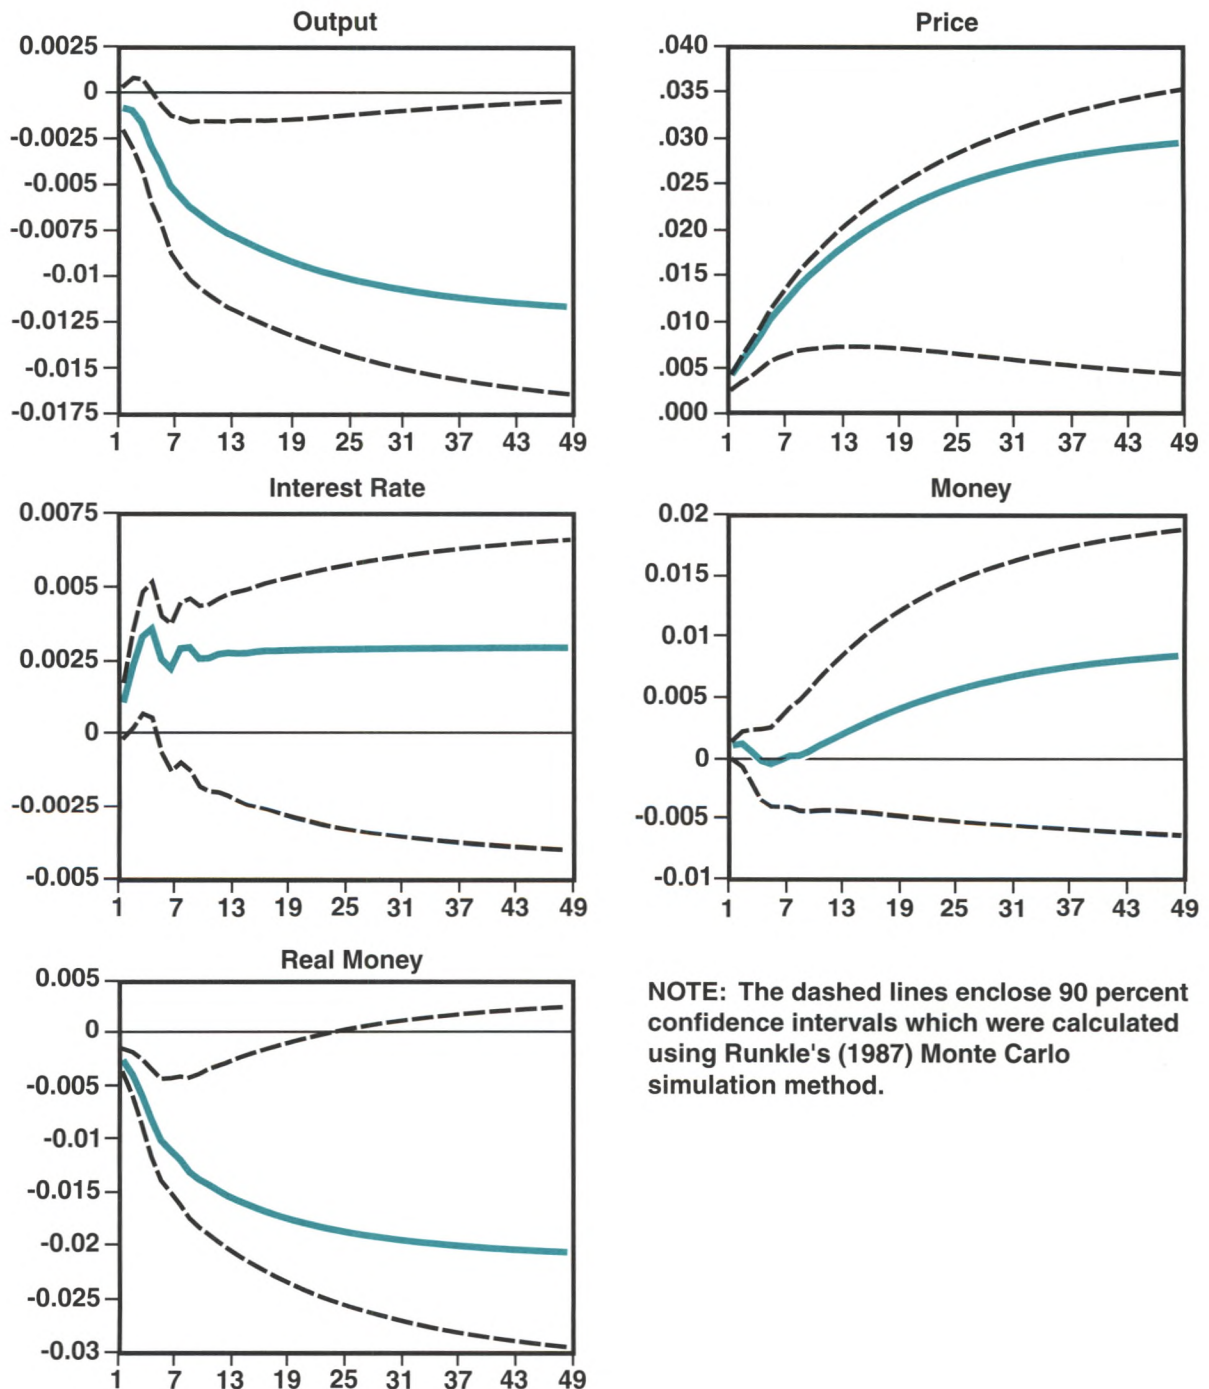 Output
0.0025
0
-0.0025
-0.005
-0.0075
-0.01
-0.0125
-0.015
-0.0175
1 7 13 19 25 31 37 43 49
Price
.040
.035
.030
.025
.020
.015
.010
.005
.000
1 7 13 19 25 31 37 43 49
Interest Rate
0.0075
0.005
0.0025
0
-0.0025
-0.005
1 7 13 19 25 31 37 43 49
Money
0.02
0.015
0.01
0.005
0
-0.005
-0.01
1 7 13 19 25 31 37 43 49
Real Money
0.005
0
-0.005
-0.01
-0.015
-0.02
-0.025
-0.03
1 7 13 19 25 31 37 43 49
NOTE: The dashed lines enclose 90 percent
confidence intervals which were calculated
using Runkle's (1987) Monte Carlo
simulation method.